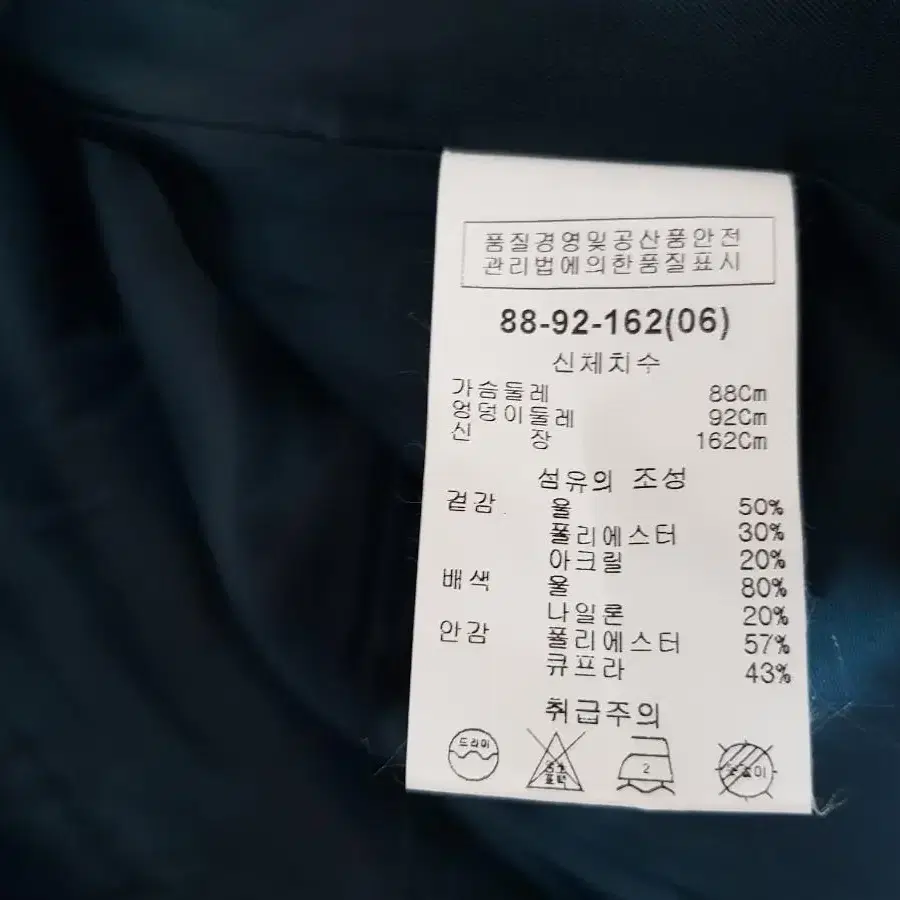 품질경영및공산품안전
관리법에의한품질표시
88-92-162(06)
신체치수
가슴둘레 88Cm
엉덩이둘레 92Cm
신 장 162Cm
섬유의 조성
겉감 울 50%
폴리에스터 30%
아크릴 20%
배색 울 80%
나일론 20%
안감 폴리에스터 57%
큐프라 43%
취급주의
드라이
2